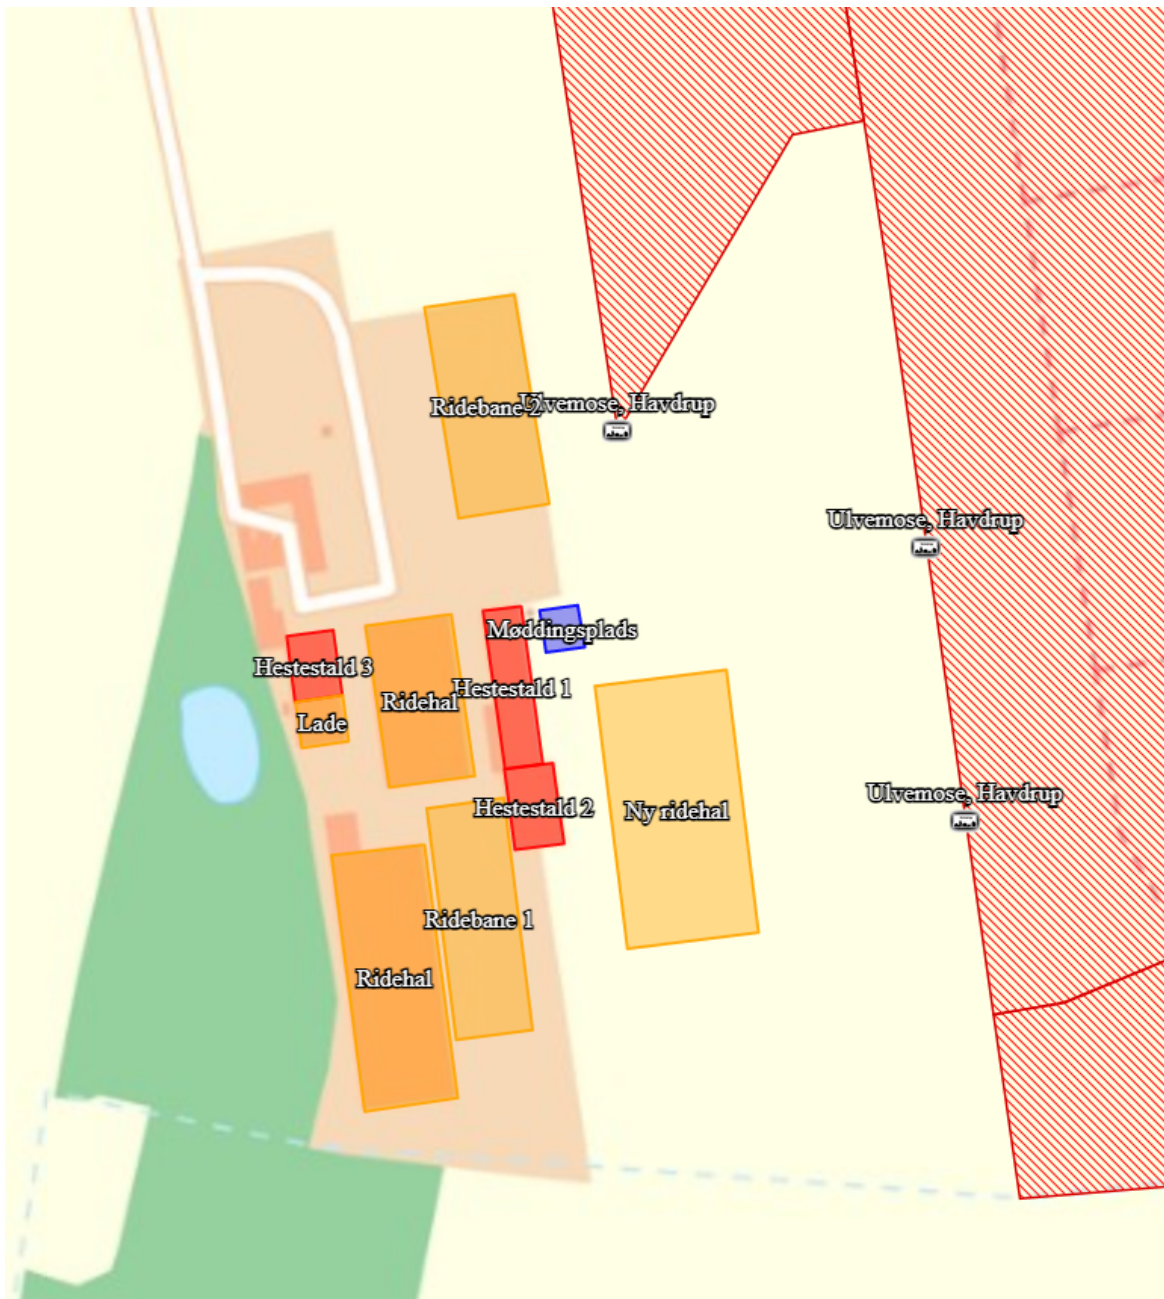 Ridebane 2
Ulvemose, Havdrup
Ulvemose, Havdrup
Møddingsplads
Hestestald 3
Hestestald 1
Ridehal
Lade
Ulvemose, Havdrup
Hestestald 2
Ny ridehal
Ridebane 1
Ridehal